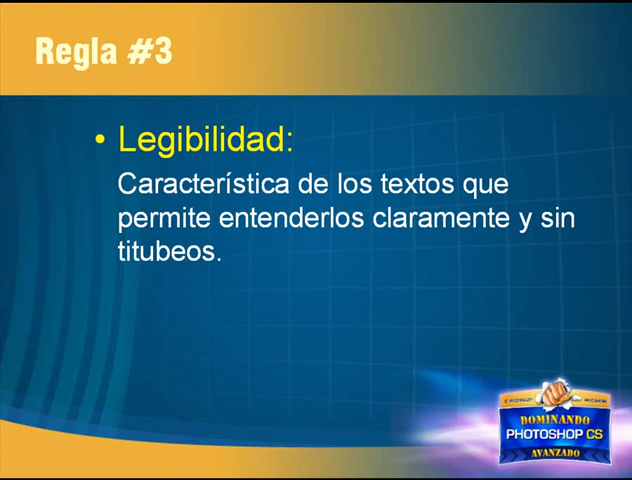 Regla #3
• Legibilidad:
Característica de los textos que
permite entenderlos claramente y sin
titubeos.
DOMINANDO
PHOTOSHOP CS
AVANZADO